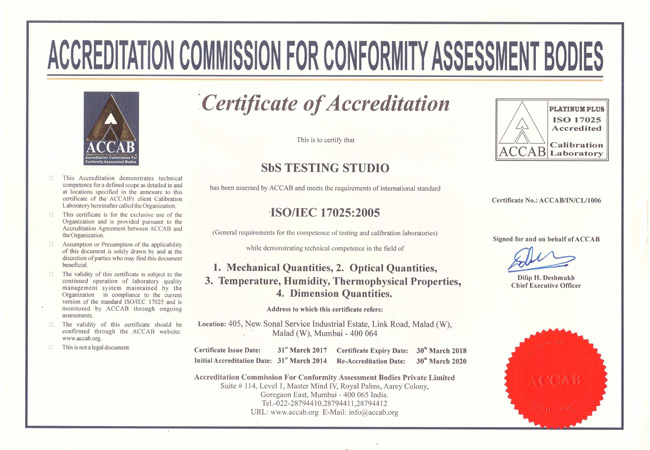 ACCREDITATION COMMISSION FOR CONFORMITY ASSESSMENT BODIES
ACCAB
Accreditation Commission For
Conformity Assessment Bodies
Certificate of Accreditation
This is to certify that
SbS TESTING STUDIO
has been assessed by ACCAB and meets the requirements of international standard
ISO/IEC 17025:2005
(General requirements for the competence of testing and calibration laboratories)
while demonstrating technical competence in the field of
1. Mechanical Quantities, 2. Optical Quantities,
3. Temperature, Humidity, Thermophysical Properties,
4. Dimension Quantities.
Address to which this certificate refers:
Location: 405, New Sonal Service Industrial Estate, Link Road, Malad (W),
Malad (W), Mumbai - 400 064
Certificate Issue Date: 31st March 2017 Certificate Expiry Date: 30th March 2018
Initial Accreditation Date: 31st March 2014 Re-Accreditation Date: 30th March 2020
Accreditation Commission For Conformity Assessment Bodies Private Limited
Suite # 114, Level 1, Master Mind IV, Royal Palms, Aarey Colony,
Goregaon East, Mumbai - 400 065 India.
Tel.-022-28794410,28794411,28794412
URL: www.accab.org E-Mail: info@accab.org
This Accreditation demonstrates technical
competence for a defined scope as detailed in and
at locations specified in the annexure to this
certificate of the ACCAB's client Calibration
Laboratory hereinafter called the Organization.
This certificate is for the exclusive use of the
Organization and is provided pursuant to the
Accreditation Agreement between ACCAB and
the Organization.
Assumption or Presumption of the applicability
of this document is solely drawn by and at the
discretion of parties who may find this document
beneficial.
The validity of this certificate is subject to the
continued operation of laboratory quality
management system maintained by the
Organization in compliance to the current
version of the standard ISO/IEC 17025 and is
monitored by ACCAB through ongoing
assessments.
The validity of this certificate should be
confirmed through the ACCAB website:
www.accab.org.
This is not a legal document.
ACCAB
PLATINUM PLUS
ISO 17025
Accredited
Calibration
Laboratory
Certificate No.: ACCAB/IN/CL/1006
Signed for and on behalf of ACCAB
Dilip H. Deshmukh
Chief Executive Officer
ACCAB